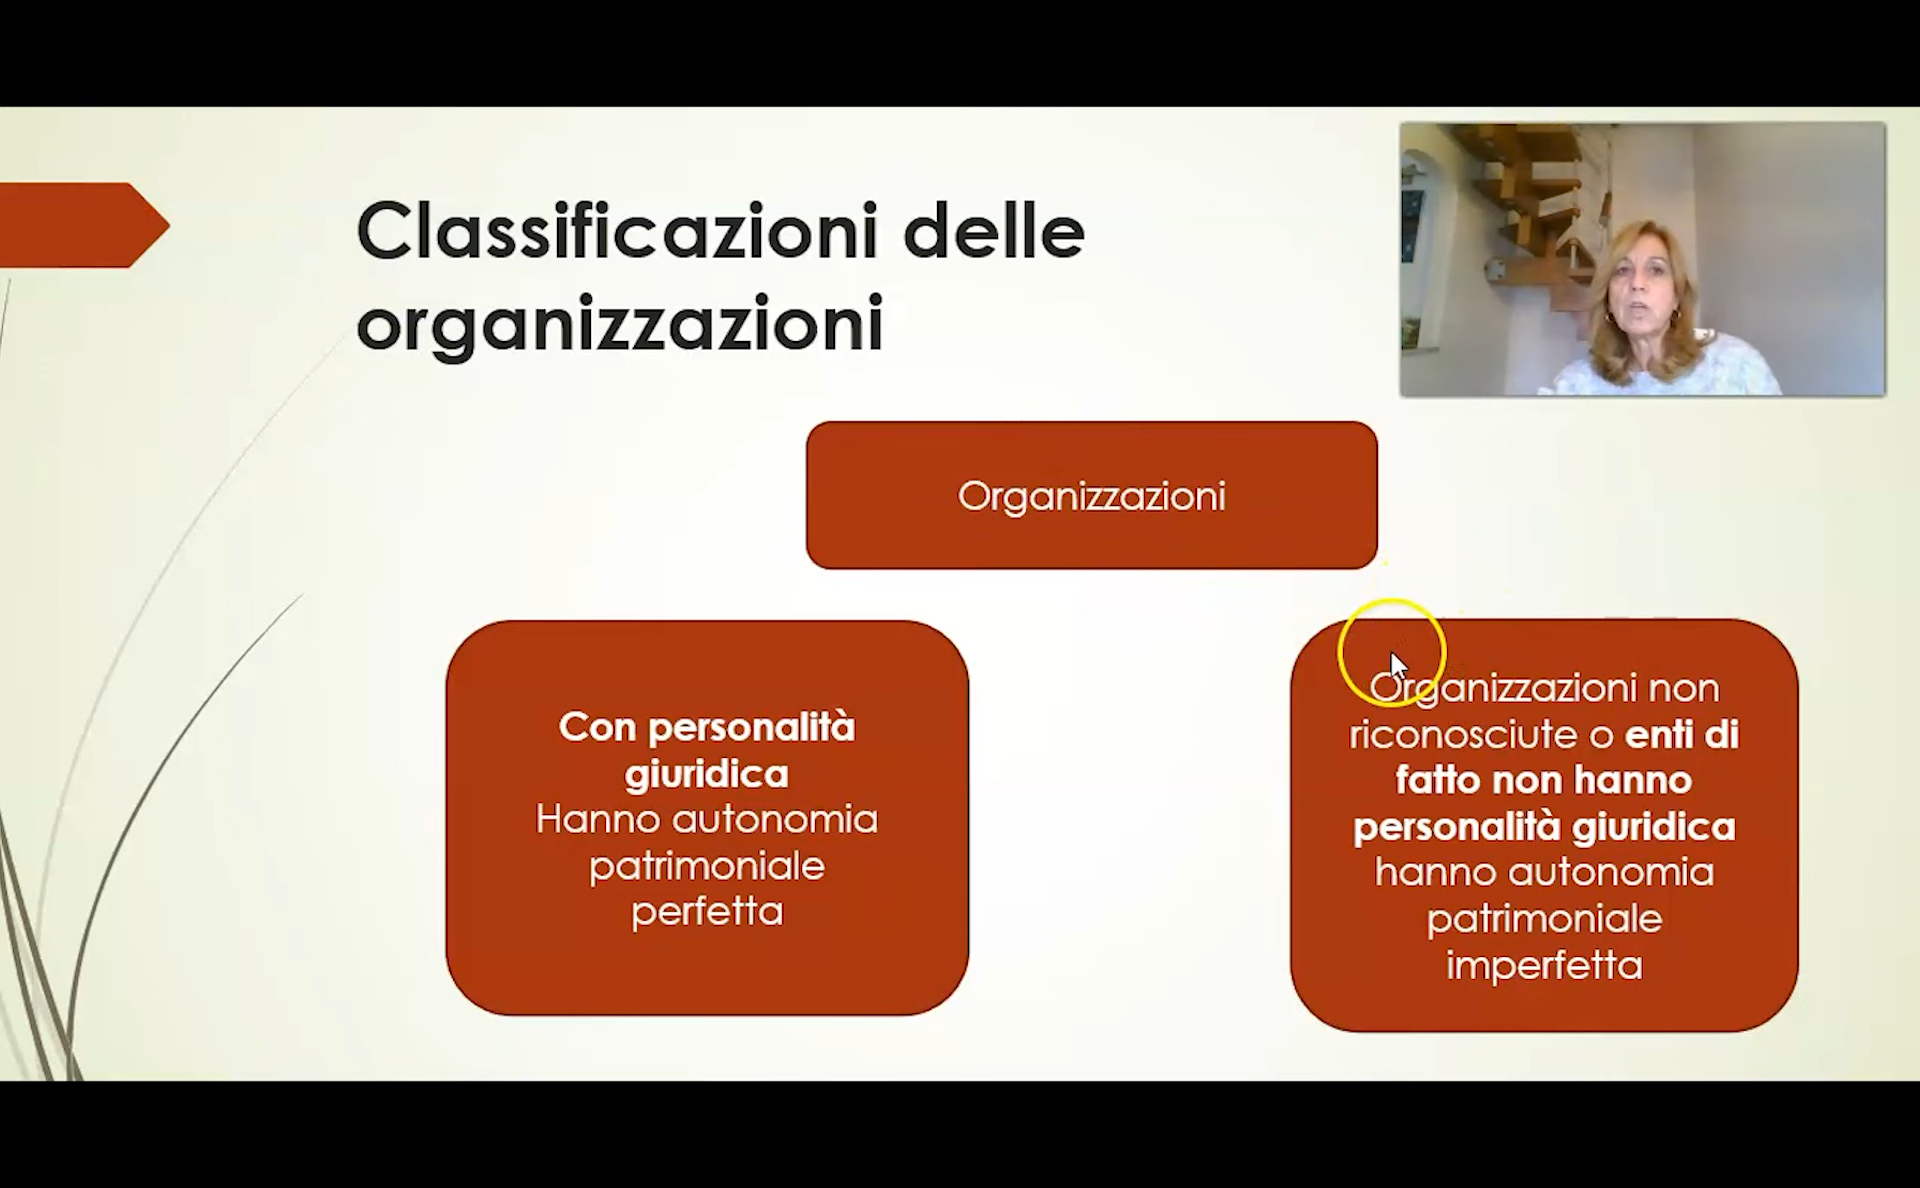 Classificazioni delle
organizzazioni
Organizzazioni
Con personalità
giuridica
Hanno autonomia
patrimoniale
perfetta
Organizzazioni non
riconosciute o enti di
fatto non hanno
personalità giuridica
hanno autonomia
patrimoniale
imperfetta